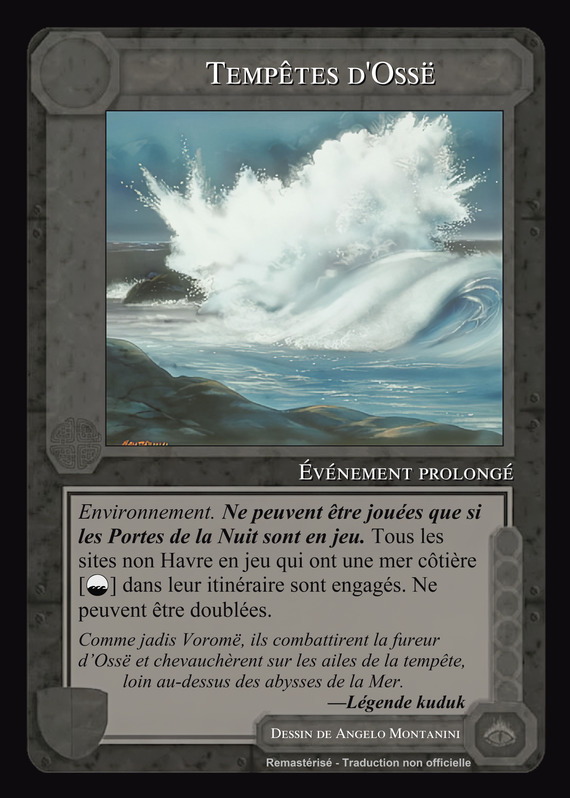 Tempêtes d'Ossë
Événement prolongé
Environnement. Ne peuvent être jouées que si
les Portes de la Nuit sont en jeu. Tous les
sites non Havre en jeu qui ont une mer côtière
[] dans leur itinéraire sont engagés. Ne
peuvent être doublées.
Comme jadis Voromë, ils combattirent la fureur
d'Ossë et chevauchèrent sur les ailes de la tempête,
loin au-dessus des abysses de la Mer.
—Légende kuduk
Dessin de Angelo Montanini
Remastérisé - Traduction non officielle